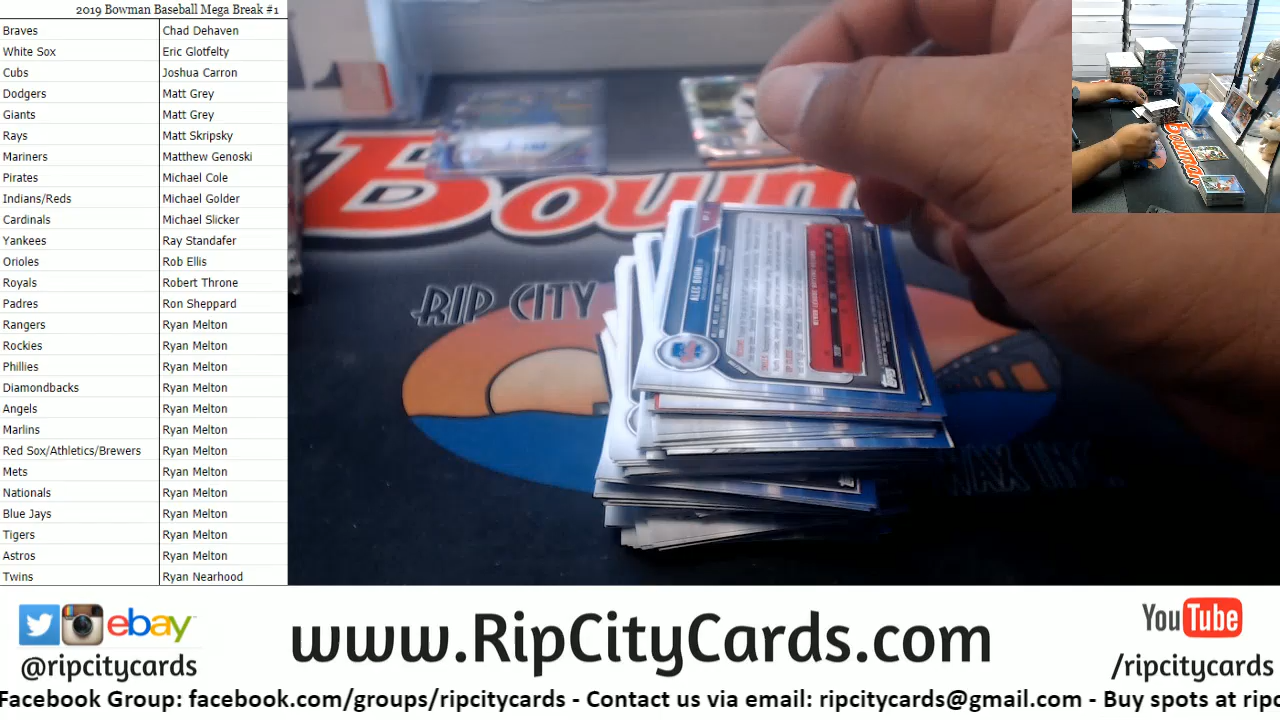 2019 Bowman Baseball Mega Break #1
Braves Chad Dehaven
White Sox Eric Glotfelty
Cubs Joshua Carron
Dodgers Matt Grey
Giants Matt Grey
Rays Matt Skripsky
Mariners Matthew Genoski
Pirates Michael Cole
Indians/Reds Michael Golder
Cardinals Michael Slicker
Yankees Ray Standafer
Orioles Rob Ellis
Royals Robert Throne
Padres Ron Sheppard
Rangers Ryan Melton
Rockies Ryan Melton
Phillies Ryan Melton
Diamondbacks Ryan Melton
Angels Ryan Melton
Marlins Ryan Melton
Red Sox/Athletics/Brewers Ryan Melton
Mets Ryan Melton
Nationals Ryan Melton
Blue Jays Ryan Melton
Tigers Ryan Melton
Astros Ryan Melton
Twins Ryan Nearhood
Bowm
RIP CITY
ALEC BOHM
topps
WAX
Bowman
ebay
@ripcitycards
www.RipCityCards.com
YouTube
/ripcitycards
Facebook Group: facebook.com/groups/ripcitycards - Contact us via email: ripcitycards@gmail.com - Buy spots at ripc